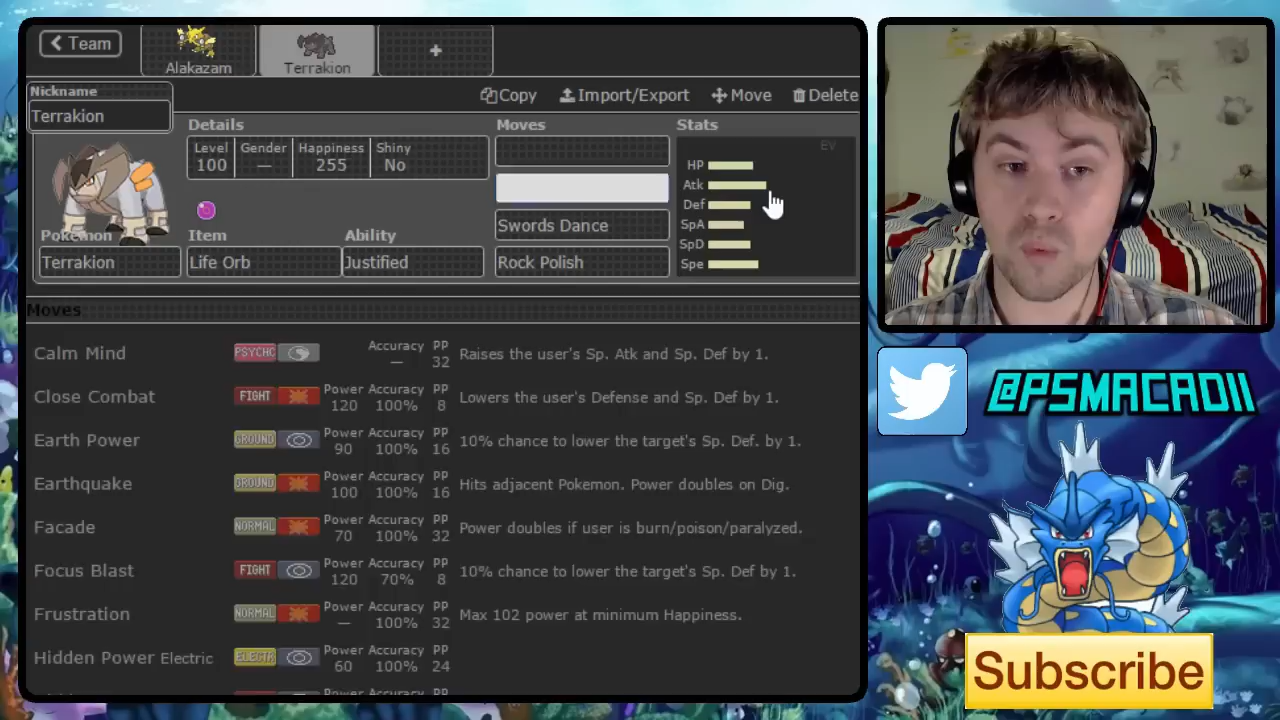 Team
Alakazam
Terrakion
+
Nickname
Terrakion
Copy
Import/Export
Move
Delete
Details
Moves
Stats
Level
100
Gender
—
Happiness
255
Shiny
No
EV
HP
Atk
Def
SpA
SpD
Spe
Swords Dance
Rock Polish
Pokemon
Terrakion
Item
Life Orb
Ability
Justified
Moves
Calm Mind PSYCHC Accuracy — PP 32 Raises the user's Sp. Atk and Sp. Def by 1.
Close Combat FIGHT Power 120 Accuracy 100% PP 8 Lowers the user's Defense and Sp. Def by 1.
Earth Power GROUND Power 90 Accuracy 100% PP 16 10% chance to lower the target's Sp. Def. by 1.
Earthquake GROUND Power 100 Accuracy 100% PP 16 Hits adjacent Pokemon. Power doubles on Dig.
Facade NORMAL Power 70 Accuracy 100% PP 32 Power doubles if user is burn/poison/paralyzed.
Focus Blast FIGHT Power 120 Accuracy 70% PP 8 10% chance to lower the target's Sp. Def by 1.
Frustration NORMAL Power — Accuracy 100% PP 32 Max 102 power at minimum Happiness.
Hidden Power Electric ELECTR Power 60 Accuracy 100% PP 24
@PSMACAD11
Subscribe